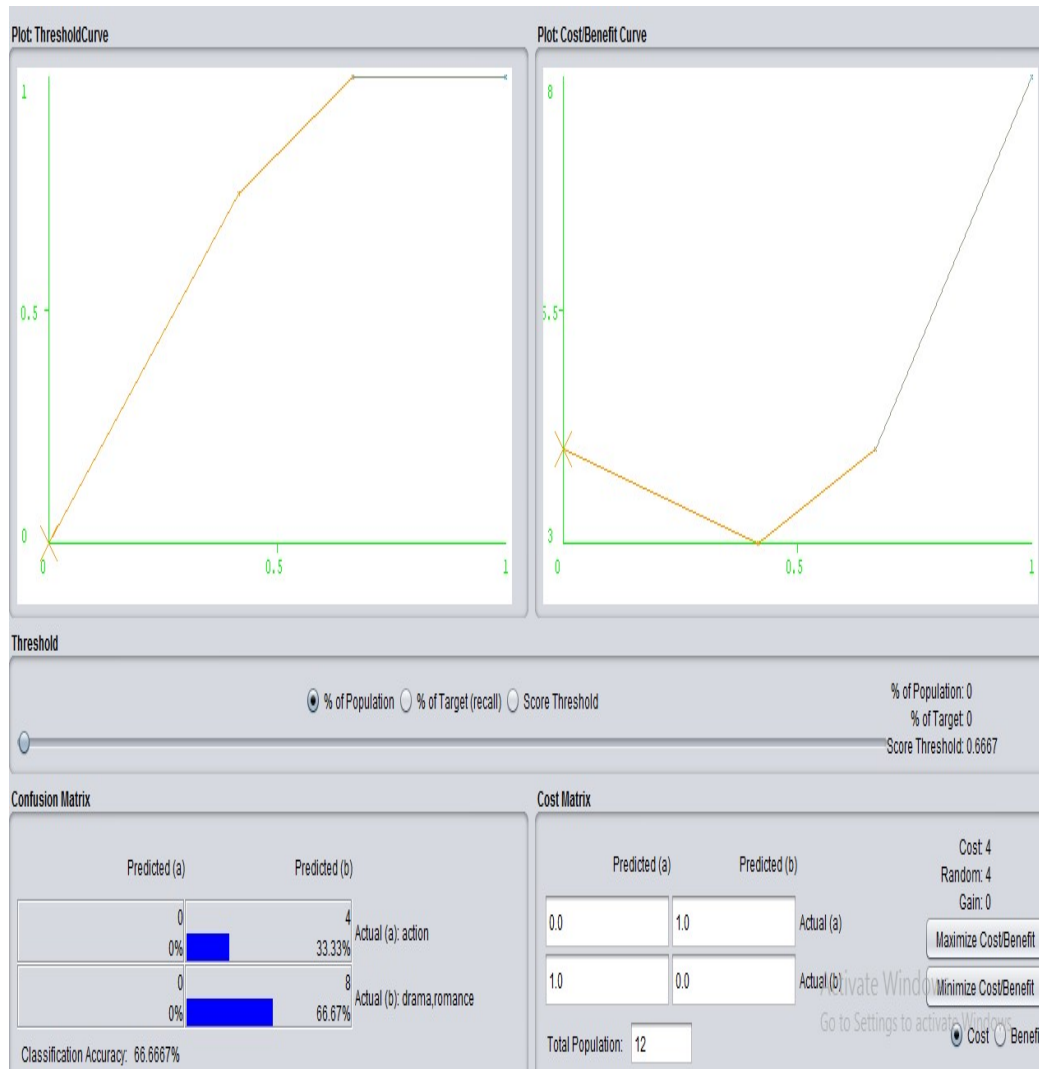 Plot: ThresholdCurve
1
0.5
0
0
0.5
1
Plot: Cost/Benefit Curve
8
5.5
3
0
0.5
1
Threshold
% of Population % of Target (recall) Score Threshold
% of Population: 0
% of Target: 0
Score Threshold: 0.6667
Confusion Matrix
Predicted (a) Predicted (b)
0 4
0% 33.33% Actual (a): action
0 8
0% 66.67% Actual (b): drama,romance
Classification Accuracy: 66.6667%
Cost Matrix
Predicted (a) Predicted (b)
0.0 1.0 Actual (a)
1.0 0.0 Actual (b)
Total Population: 12
Cost: 4
Random: 4
Gain: 0
Maximize Cost/Benefit
Minimize Cost/Benefit
Cost Benefi
Activate Windows
Go to Settings to activate Windows.